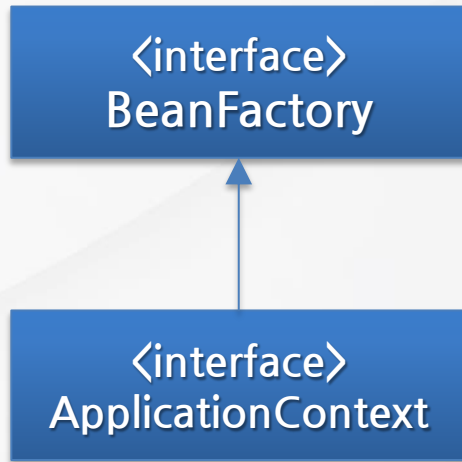 <interface>
BeanFactory
<interface>
ApplicationContext